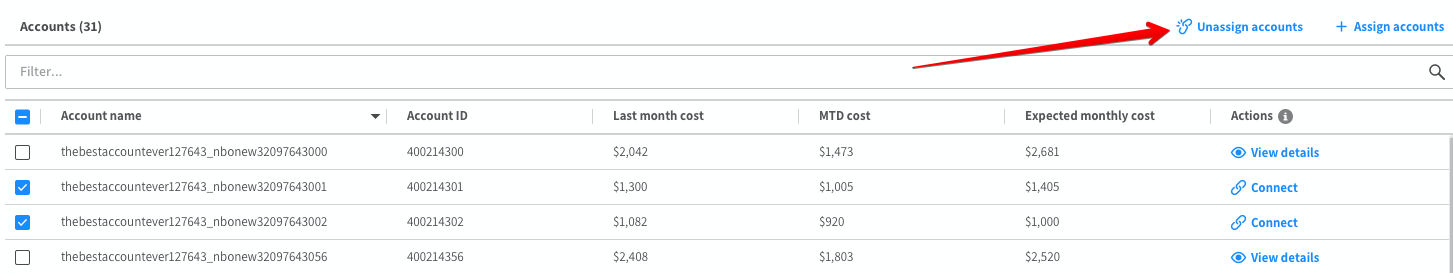 Accounts (31) Unassign accounts + Assign accounts
Filter...
Account name Account ID Last month cost MTD cost Expected monthly cost Actions
thebestaccountever127643_nbonew32097643000 400214300 $2,042 $1,473 $2,681 View details
thebestaccountever127643_nbonew32097643001 400214301 $1,300 $1,005 $1,405 Connect
thebestaccountever127643_nbonew32097643002 400214302 $1,082 $920 $1,000 Connect
thebestaccountever127643_nbonew32097643056 400214356 $2,408 $1,803 $2,520 View details